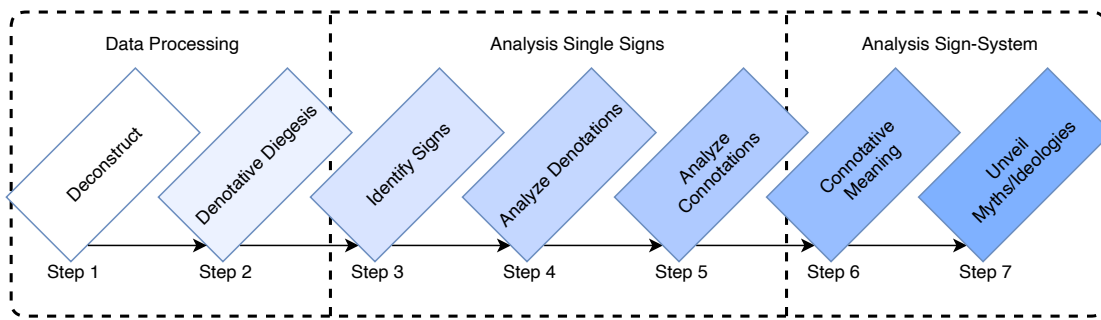 Data Processing
Analysis Single Signs
Analysis Sign-System
Deconstruct
Denotative Diegesis
Identify Signs
Analyze Denotations
Analyze
Connotations
Connotative
Meaning
Unveil
Myths/Ideologies
Step 1
Step 2
Step 3
Step 4
Step 5
Step 6
Step 7